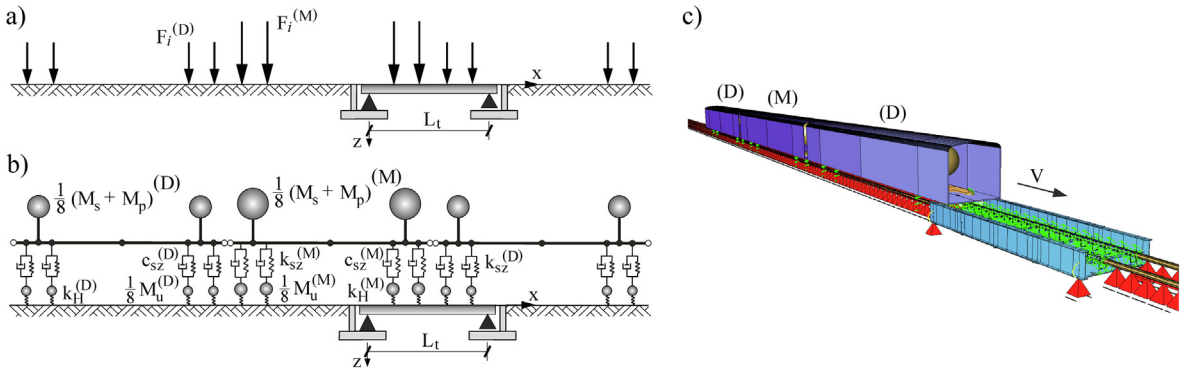 a)
F_i^(D)
F_i^(M)
x
L_t
z
b)
1/8 (M_s + M_p)^(D)
1/8 (M_s + M_p)^(M)
c_sz^(D)
k_sz^(M)
c_sz^(M)
k_sz^(D)
k_H^(D)
1/8 M_u^(D)
1/8 M_u^(M)
k_H^(M)
x
L_t
z
c)
(D)
(M)
(D)
V